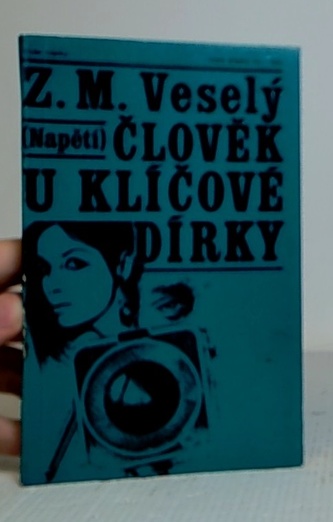 Z. M. Veselý
(Napětí) ČLOVĚK
U KLÍČOVÉ
DÍRKY